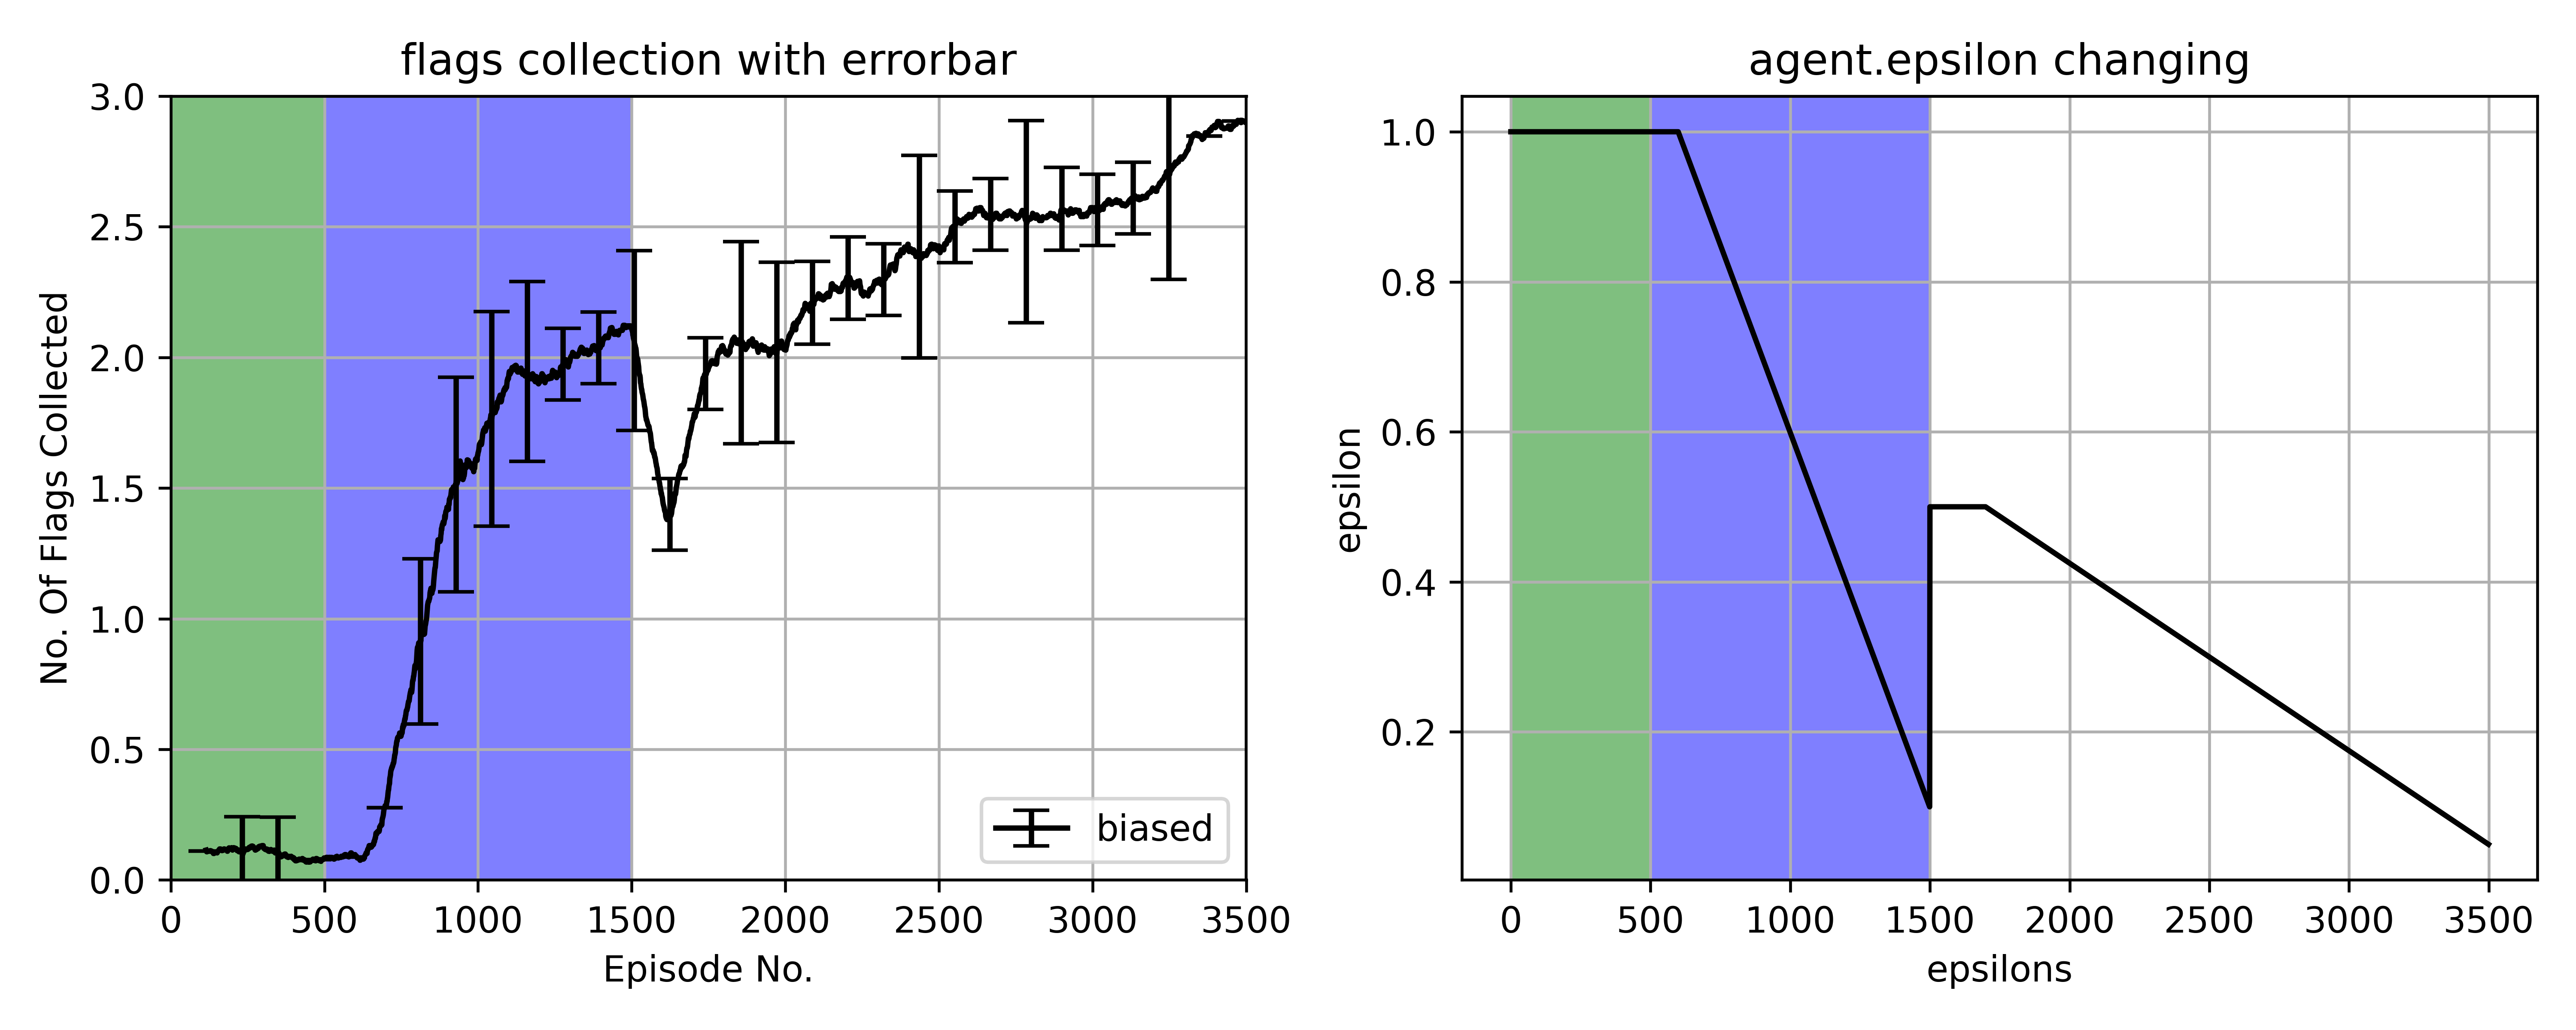 flags collection with errorbar
No. Of Flags Collected
3.0
2.5
2.0
1.5
1.0
0.5
0.0
0 500 1000 1500 2000 2500 3000 3500
Episode No.
biased
agent.epsilon changing
epsilon
1.0
0.8
0.6
0.4
0.2
0 500 1000 1500 2000 2500 3000 3500
epsilons